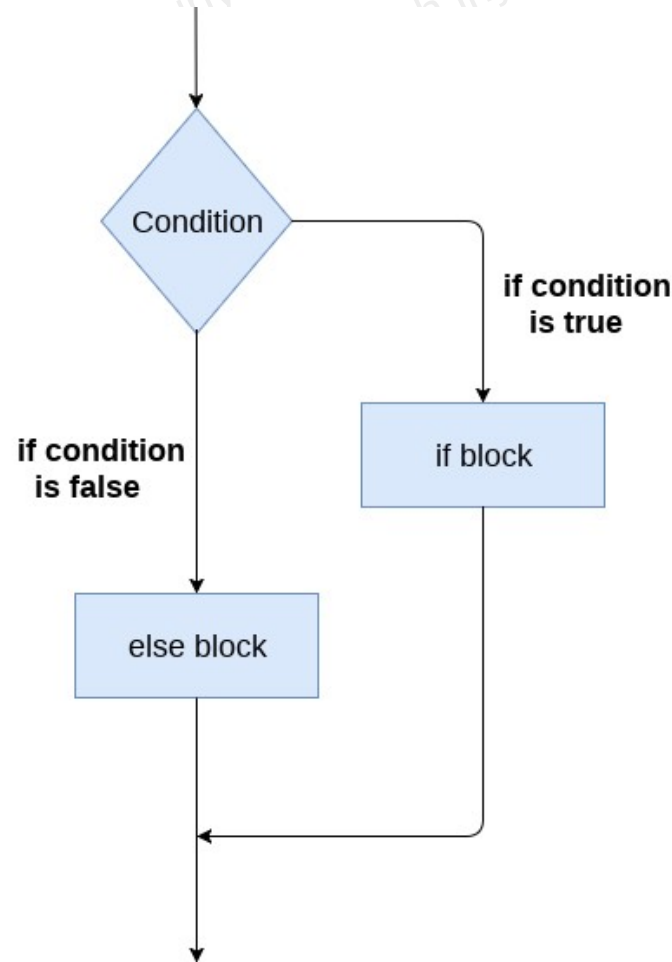 Condition
if condition
is true
if block
if condition
is false
else block